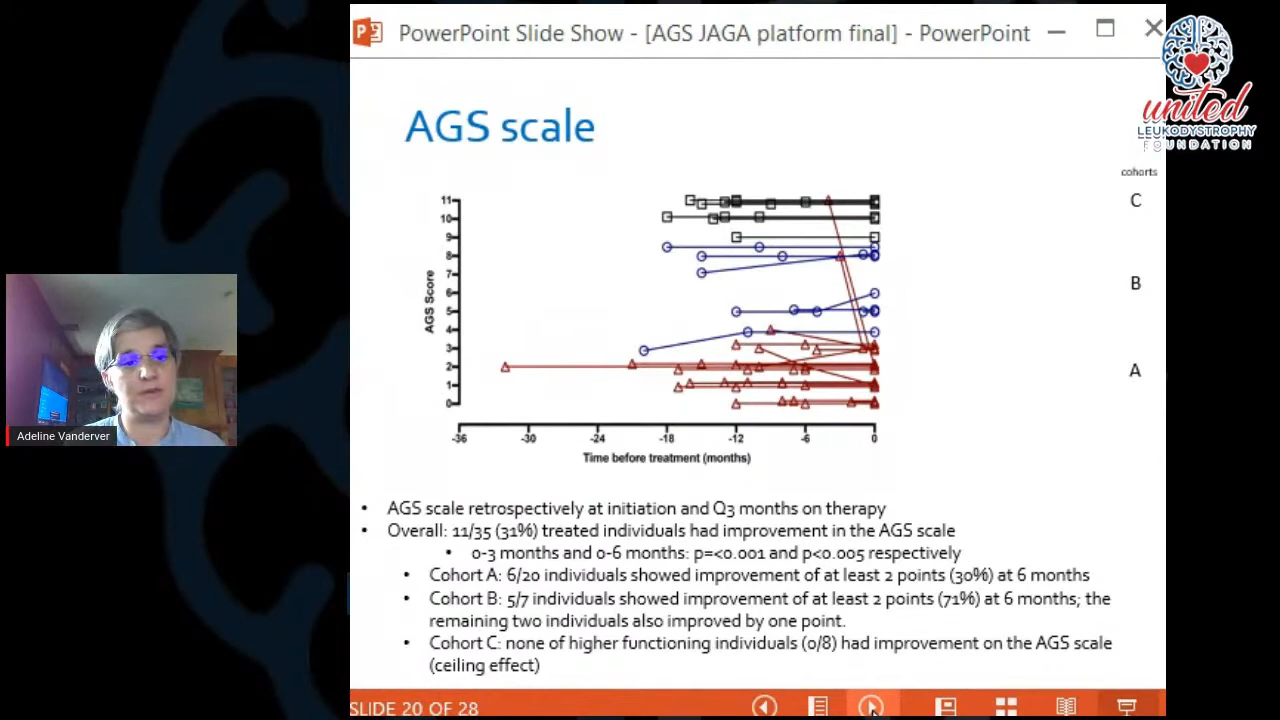 PowerPoint Slide Show - [AGS JAGA platform final] - PowerPoint
united
LEUKODYSTROPHY
FOUNDATION
AGS scale
cohorts
C
B
A
11
10
9
8
7
6
5
4
3
2
1
0
AGS Score
-36 -30 -24 -18 -12 -6 0
Time before treatment (months)
Adeline Vanderver
• AGS scale retrospectively at initiation and Q3 months on therapy
• Overall: 11/35 (31%) treated individuals had improvement in the AGS scale
• 0-3 months and 0-6 months: p=<0.001 and p<0.005 respectively
• Cohort A: 6/20 individuals showed improvement of at least 2 points (30%) at 6 months
• Cohort B: 5/7 individuals showed improvement of at least 2 points (71%) at 6 months; the
remaining two individuals also improved by one point.
• Cohort C: none of higher functioning individuals (0/8) had improvement on the AGS scale
(ceiling effect)
SLIDE 20 OF 28